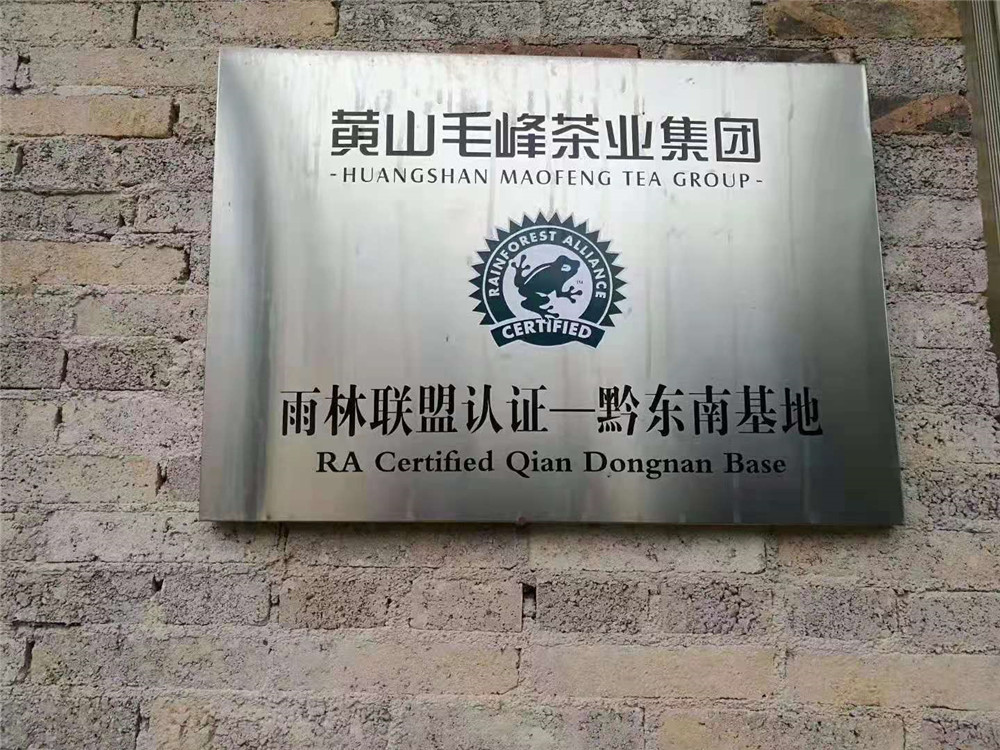 黄山毛峰茶业集团
-HUANGSHAN MAOFENG TEA GROUP-
RAINFOREST ALLIANCE
TM
CERTIFIED
雨林联盟认证—黔东南基地
RA Certified Qian Dongnan Base